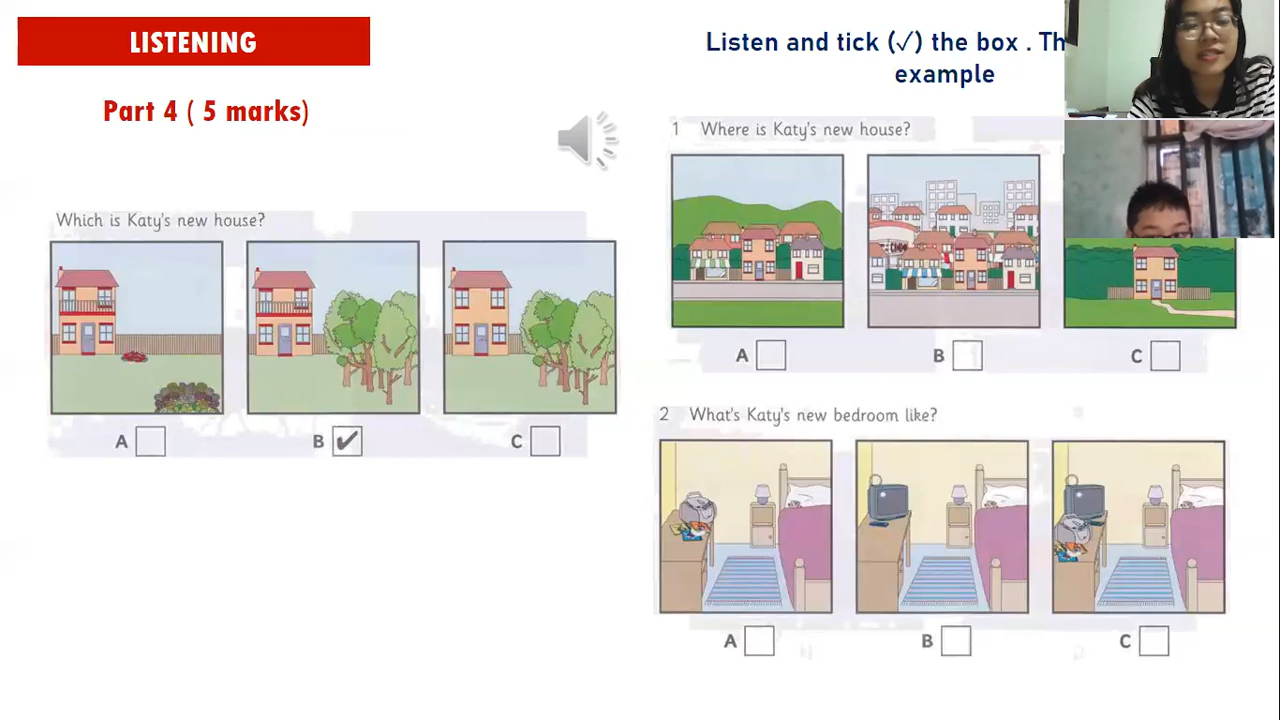 LISTENING
Part 4 ( 5 marks)
Which is Katy's new house?
A
B ✓
C
Listen and tick (✓) the box . Th
example
1 Where is Katy's new house?
A
B
C
2 What's Katy's new bedroom like?
A
B
C